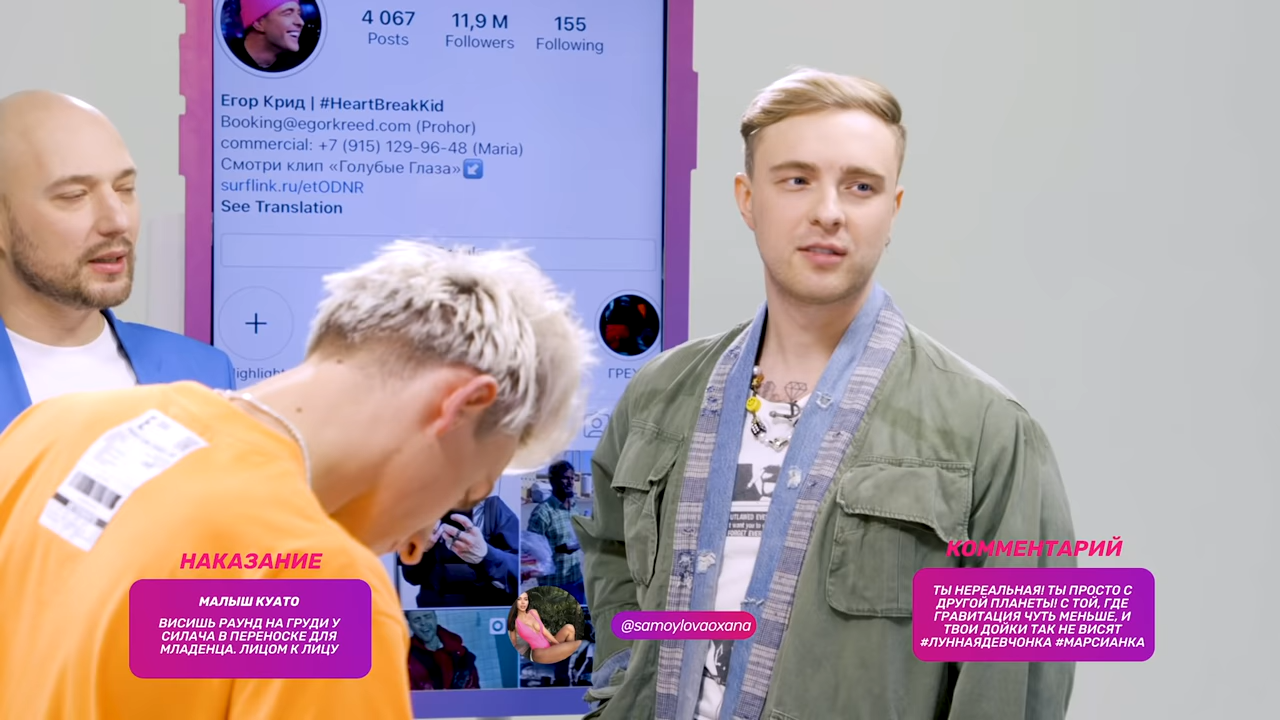 4 067
11,9 M
155
Posts
Followers
Following
Егор Крид | #HeartBreakKid
Booking@egorkreed.com (Prohor)
commercial: +7 (915) 129-96-48 (Maria)
Смотри клип «Голубые Глаза»
surflink.ru/etODNR
See Translation
НАКАЗАНИЕ
МАЛЫШ КУАТО
ВИСИШЬ РАУНД НА ГРУДИ У
СИЛАЧА В ПЕРЕНОСКЕ ДЛЯ
МЛАДЕНЦА. ЛИЦОМ К ЛИЦУ
@samoylovaoxana
КОММЕНТАРИЙ
ТЫ НЕРЕАЛЬНАЯ! ТЫ ПРОСТО С
ДРУГОЙ ПЛАНЕТЫ! С ТОЙ, ГДЕ
ГРАВИТАЦИЯ ЧУТЬ МЕНЬШЕ, И
ТВОИ ДОЙКИ ТАК НЕ ВИСЯТ
#ЛУННАЯДЕВЧОНКА #МАРСИАНКА